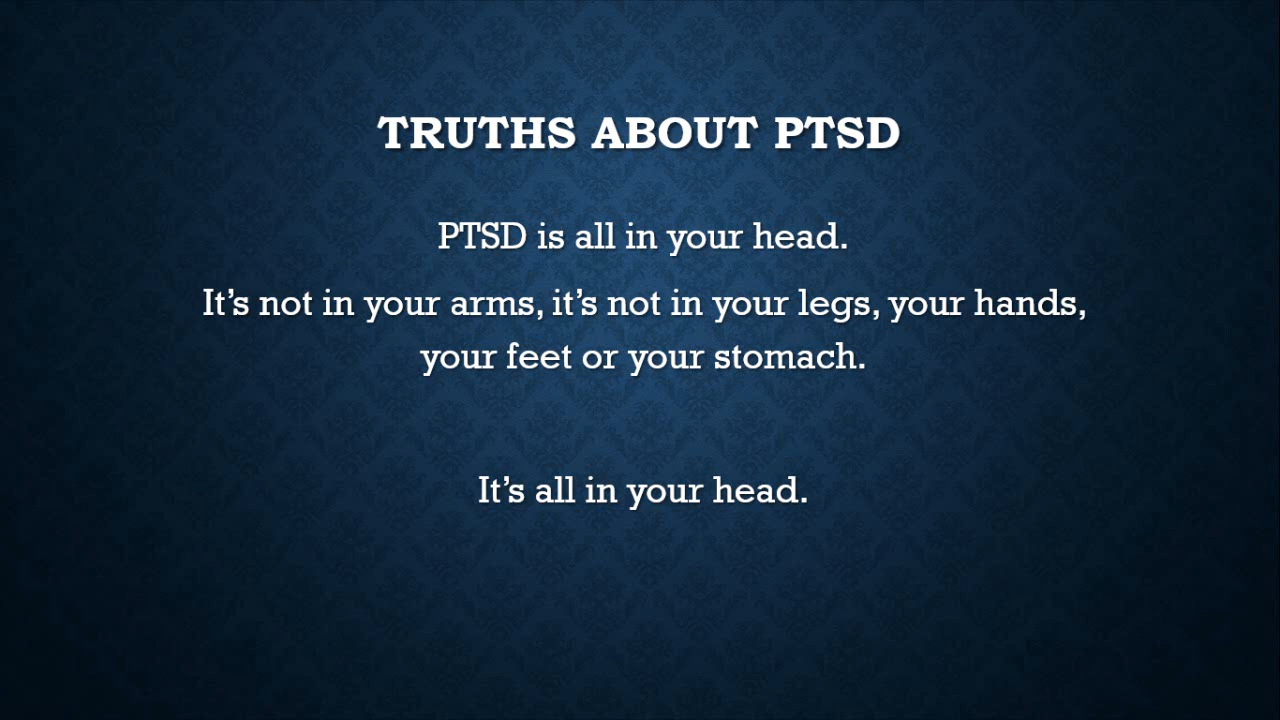 TRUTHS ABOUT PTSD
PTSD is all in your head.
It’s not in your arms, it’s not in your legs, your hands,
your feet or your stomach.
It’s all in your head.